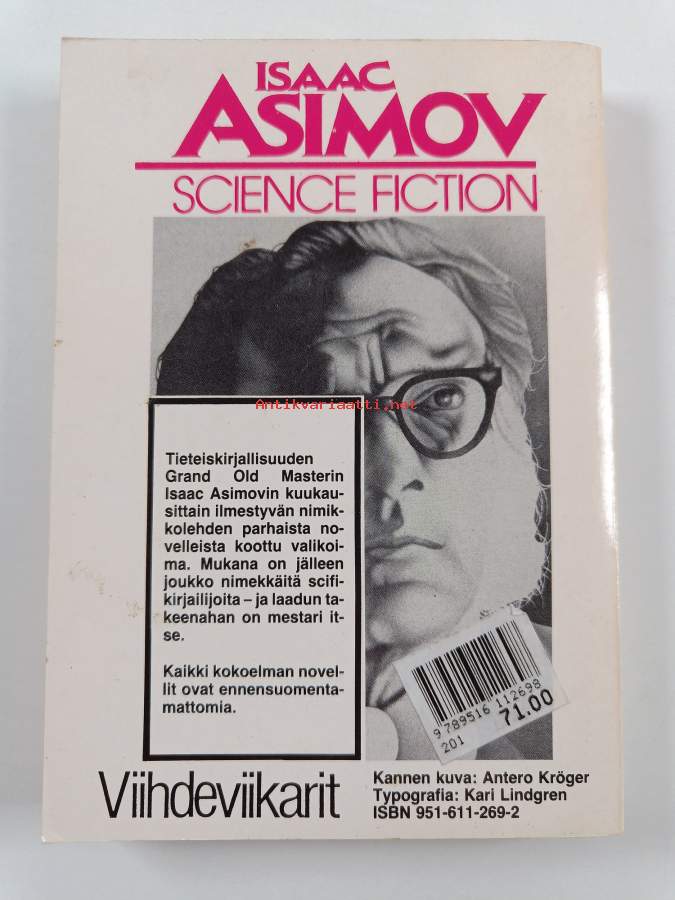 ISAAC
ASIMOV
SCIENCE FICTION
Antikvariaatti.net
Tieteiskirjallisuuden
Grand Old Masterin
Isaac Asimovin kuukau-
sittain ilmestyvän nimik-
kolehden parhaista no-
velleista koottu valikoi-
ma. Mukana on jälleen
joukko nimekkäitä scifi-
kirjailijoita – ja laadun ta-
keenahan on mestari it-
se.
Kaikki kokoelman novel-
lit ovat ennensuomenta-
mattomia.
9 789516 112698
201 71.00
Viihdeviikarit
Kannen kuva: Antero Kröger
Typografia: Kari Lindgren
ISBN 951-611-269-2